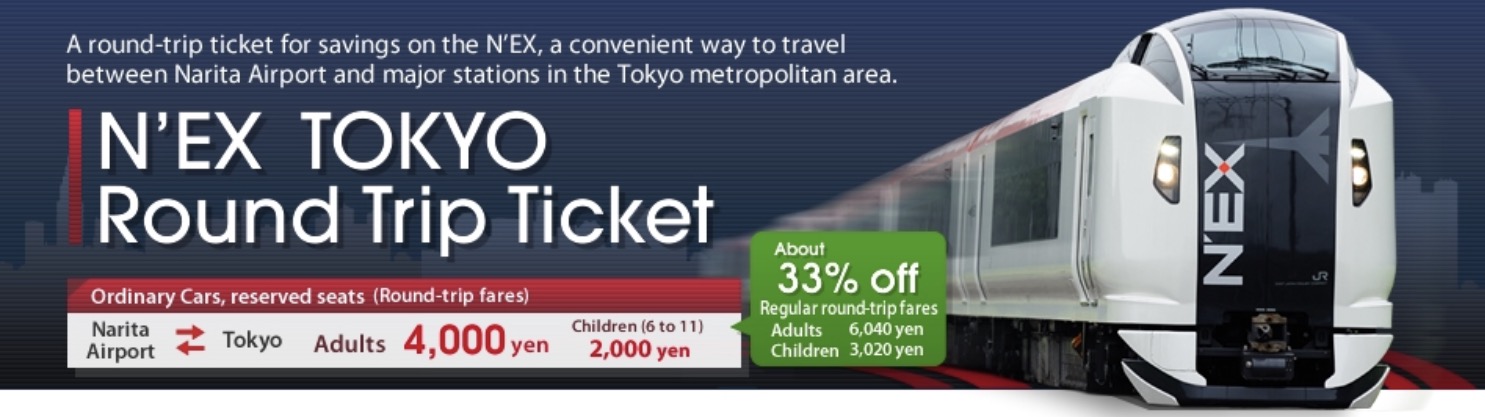 A round-trip ticket for savings on the N'EX, a convenient way to travel
between Narita Airport and major stations in the Tokyo metropolitan area.
N'EX TOKYO
Round Trip Ticket
Ordinary Cars, reserved seats (Round-trip fares)
Narita
Airport
Tokyo
Adults 4,000 yen
Children (6 to 11)
2,000 yen
About
33% off
Regular round-trip fares
Adults 6,040 yen
Children 3,020 yen
N'EX
JR